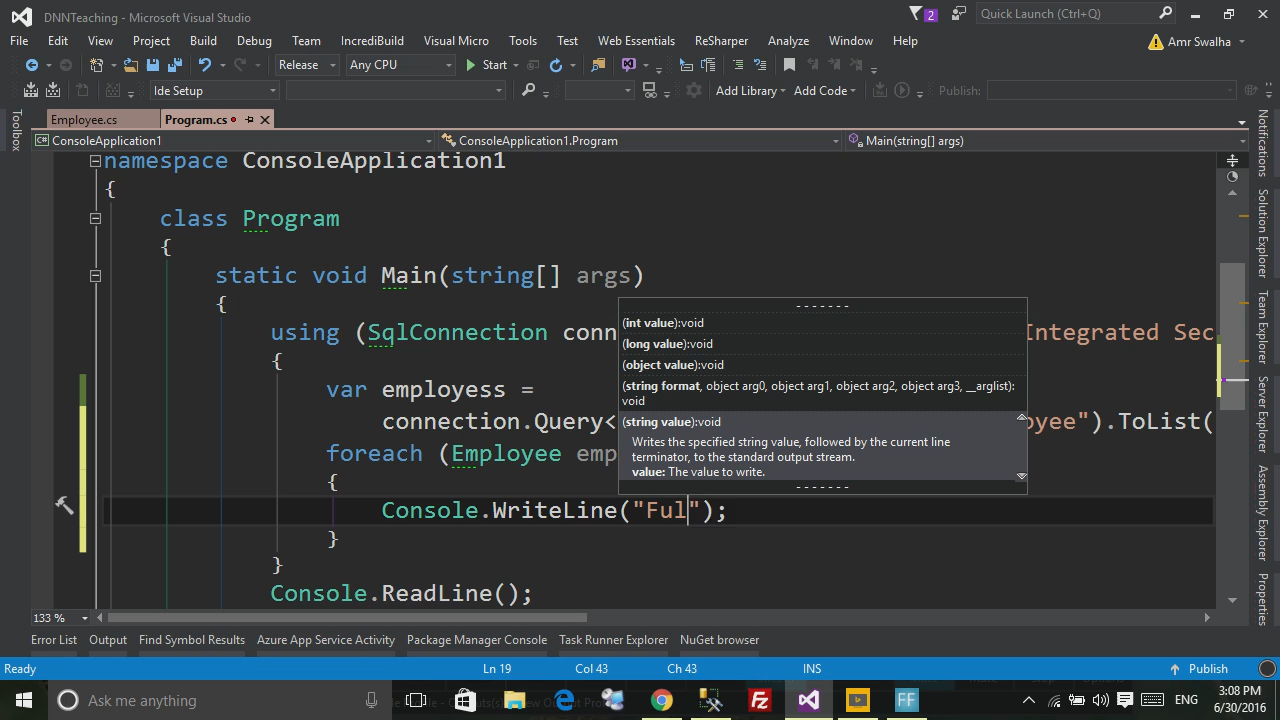 DNNTeaching - Microsoft Visual Studio
2
Quick Launch (Ctrl+Q)
File Edit View Project Build Debug Team IncrediBuild Visual Micro Tools Test Web Essentials ReSharper Analyze Window Help
Amr Swalha
Release Any CPU Start
Ide Setup Add Library Add Code Publish:
Employee.cs Program.cs
Toolbox
ConsoleApplication1 ConsoleApplication1.Program Main(string[] args)
namespace ConsoleApplication1
{
class Program
{
static void Main(string[] args)
{
using (SqlConnection conn Integrated Sec
{
var employess =
connection.Query< oyee").ToList(
foreach (Employee emp
{
Console.WriteLine("Ful");
}
}
Console.ReadLine();
-------
(int value):void
(long value):void
(object value):void
(string format, object arg0, object arg1, object arg2, object arg3, __arglist):
void
(string value):void
Writes the specified string value, followed by the current line
terminator, to the standard output stream.
value: The value to write.
-------
Notifications
Solution Explorer
Team Explorer
Server Explorer
Class View
Properties
133 %
Error List Output Find Symbol Results Azure App Service Activity Package Manager Console Task Runner Explorer NuGet browser
Ready Ln 19 Col 43 Ch 43 INS Publish
Ask me anything
FZ
FF
ENG
3:08 PM
6/30/2016